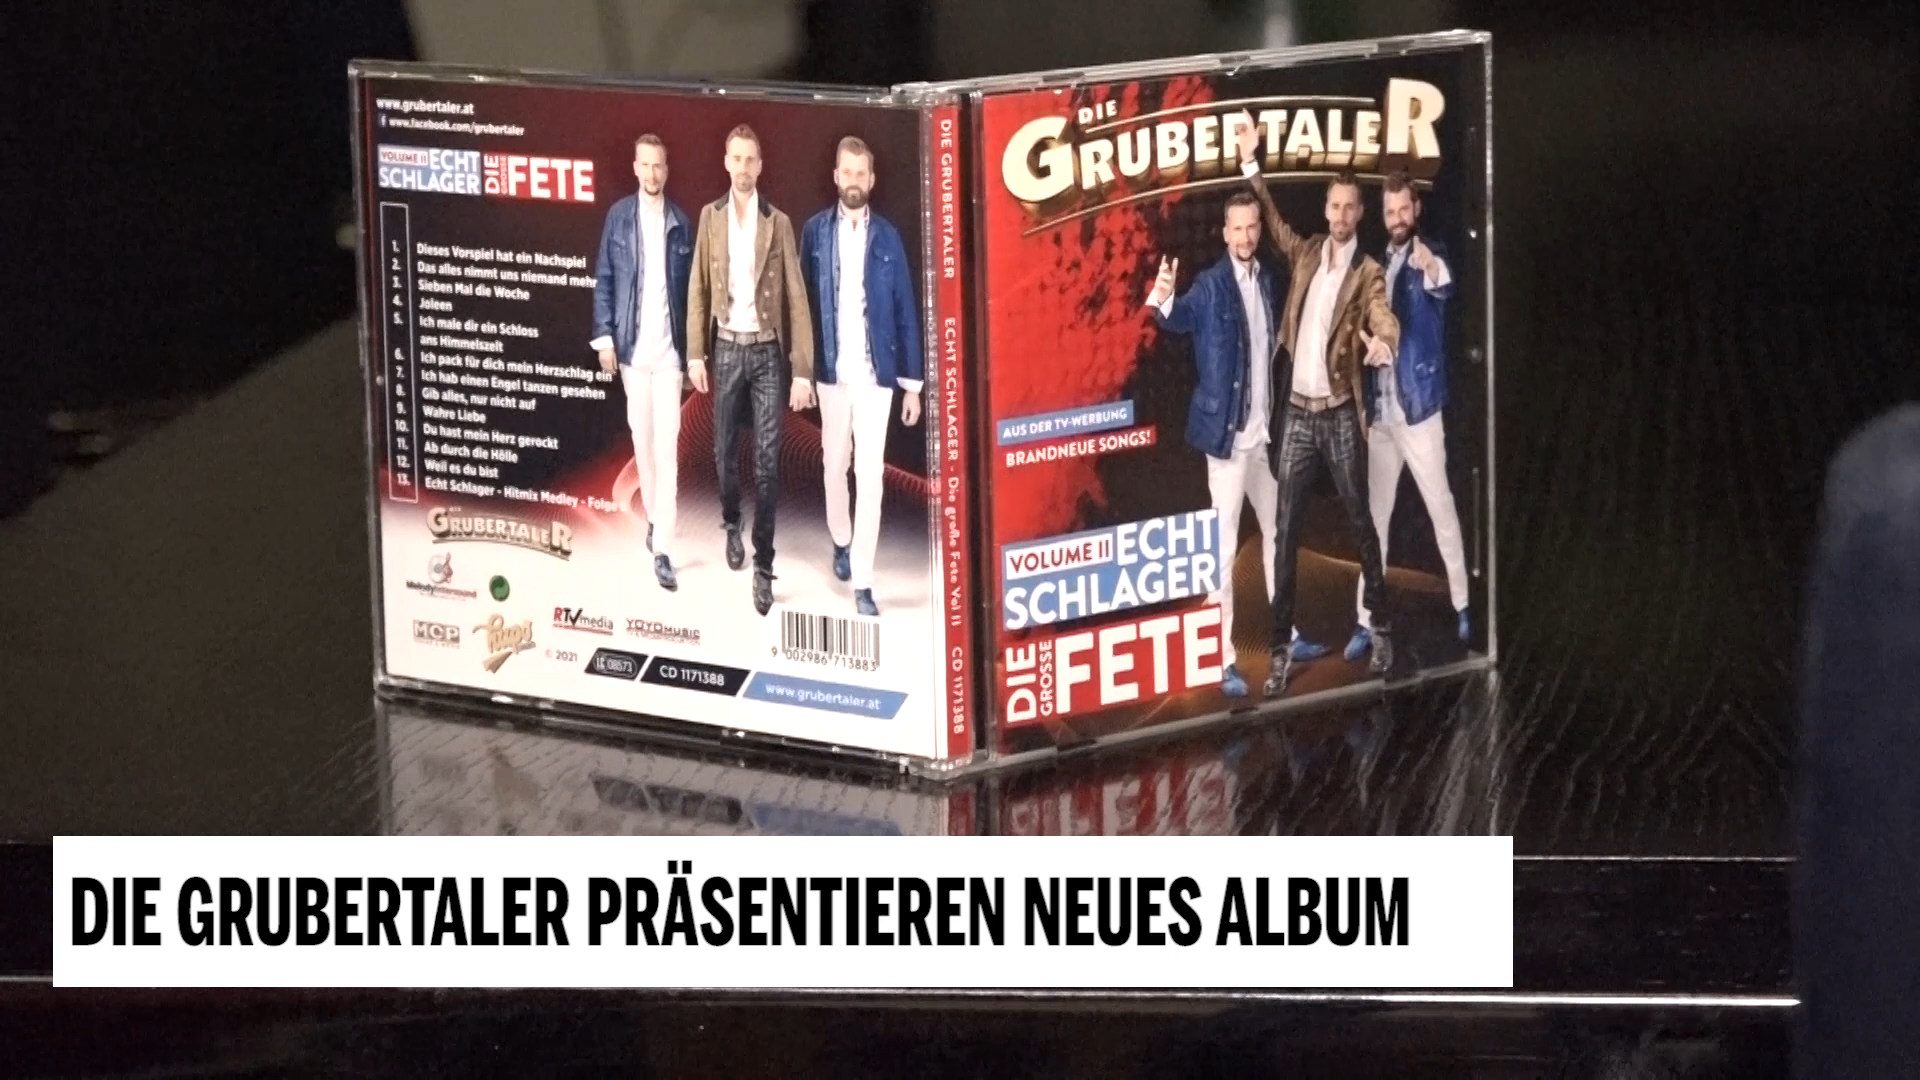 www.grubertaler.at
f www.facebook.com/grubertaler
VOLUME II ECHT
SCHLAGER
DIE GROSSE FETE
1. Dieses Vorspiel hat ein Nachspiel
2. Das alles nimmt uns niemand mehr
3. Sieben Mal die Woche
4. Joleen
5. Ich male dir ein Schloss
ans Himmelszelt
6. Ich pack für dich mein Herzschlag ein
7. Ich hab einen Engel tanzen gesehen
8. Gib alles, nur nicht auf
9. Wahre Liebe
10. Du hast mein Herz gerockt
11. Ab durch die Hölle
12. Weil es du bist
13. Echt Schlager - Hitmix Medley - Folge
DIE
GRUBERTALER
MCP
RTVmedia
YOYOMUSIC
© 2021
LC 08573
CD 1171388
www.grubertaler.at
9 002986 713883
DIE GRUBERTALER ECHT SCHLAGER - Die große Fete Vol II CD 1171388
DIE
GRUBERTALER
AUS DER TV-WERBUNG
BRANDNEUE SONGS!
VOLUME II ECHT
SCHLAGER
DIE GROSSE FETE
DIE GRUBERTALER PRÄSENTIEREN NEUES ALBUM